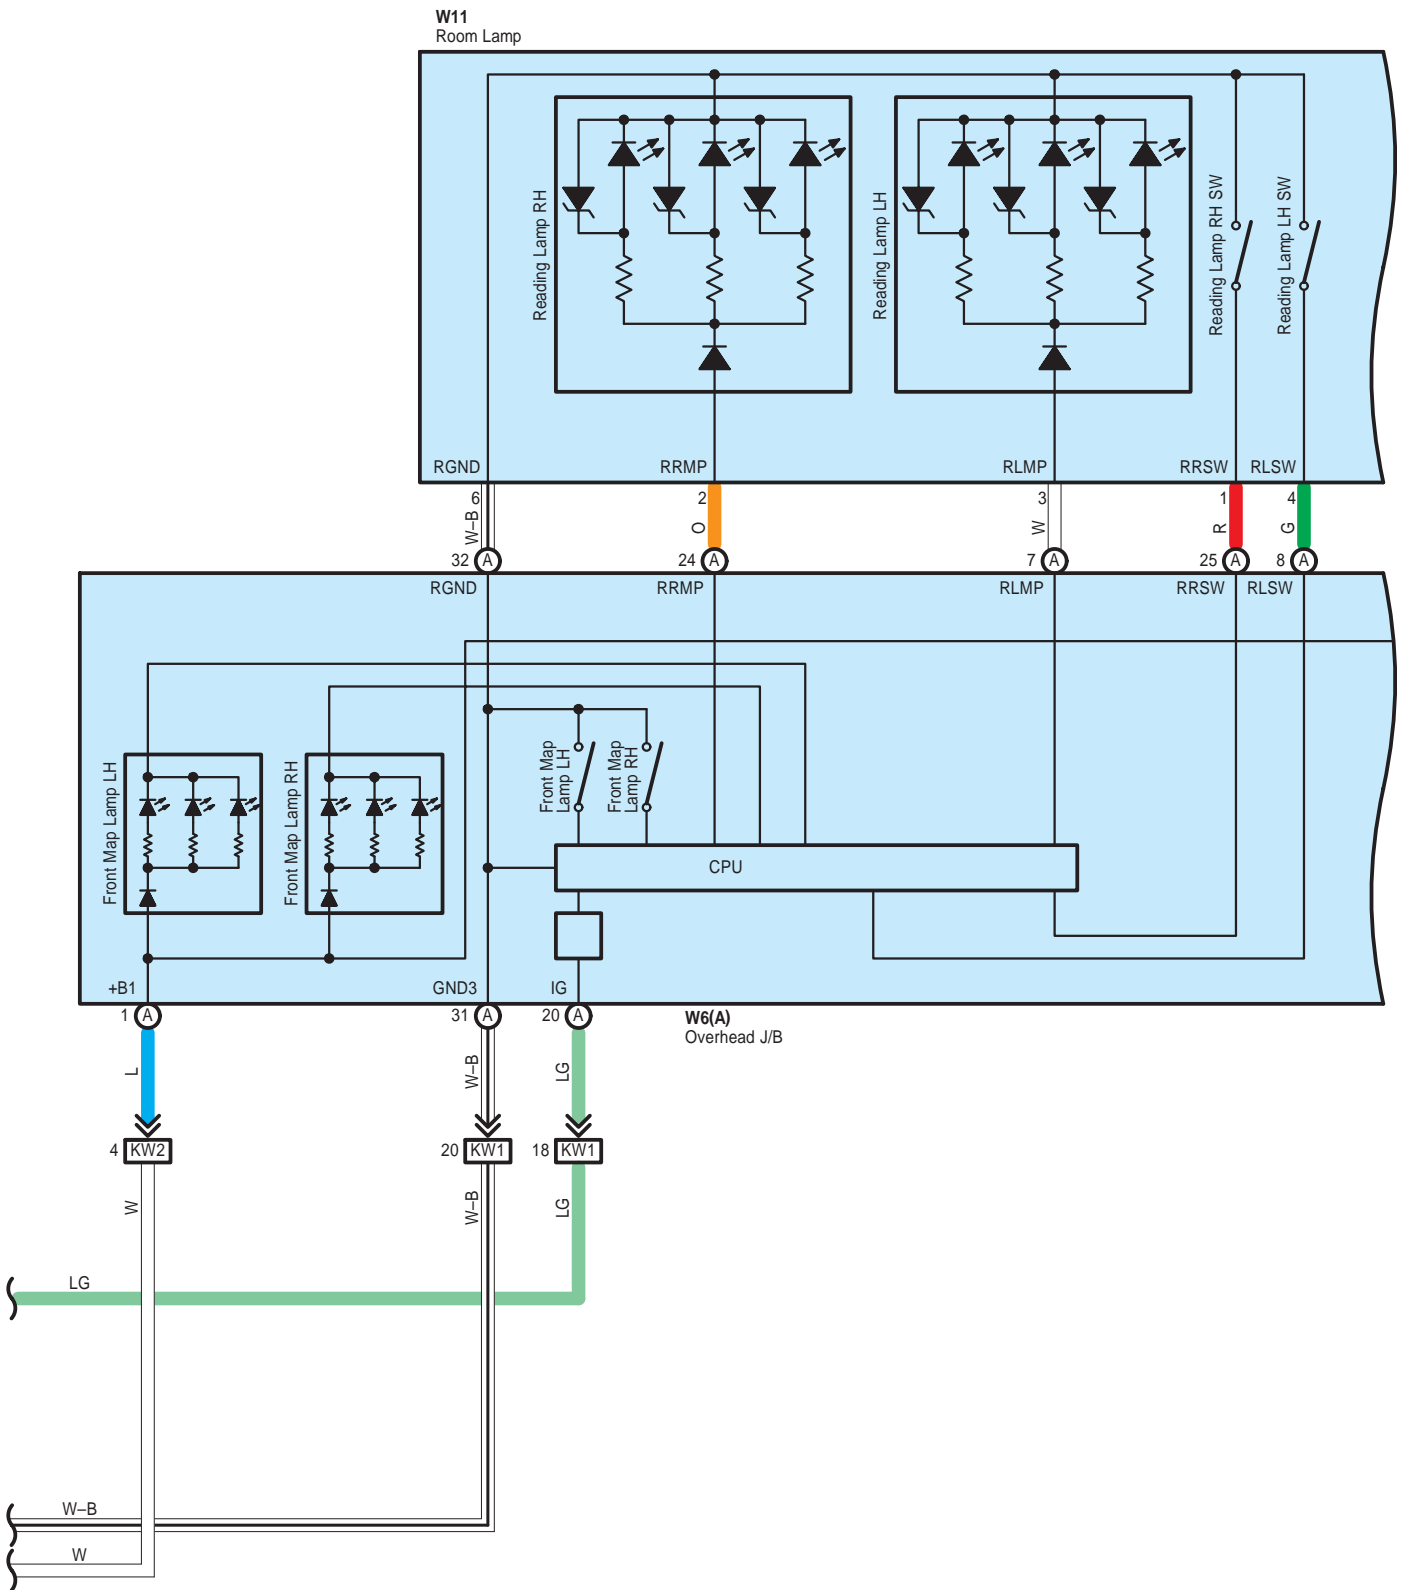 W11
Room Lamp
Reading Lamp RH
Reading Lamp LH
Reading Lamp RH SW
Reading Lamp LH SW
RGND
RRMP
RLMP
RRSW
RLSW
6
2
3
1
4
W–B
O
W
R
G
32
A
24
A
7
A
25
A
8
A
RGND
RRMP
RLMP
RRSW
RLSW
Front Map Lamp LH
Front Map Lamp RH
Front Map
Lamp LH
Front Map
Lamp RH
CPU
+B1
GND3
IG
1
A
31
A
20
A
W6(A)
Overhead J/B
L
W–B
LG
4
KW2
20
KW1
18
KW1
W
W–B
LG
LG
W–B
W